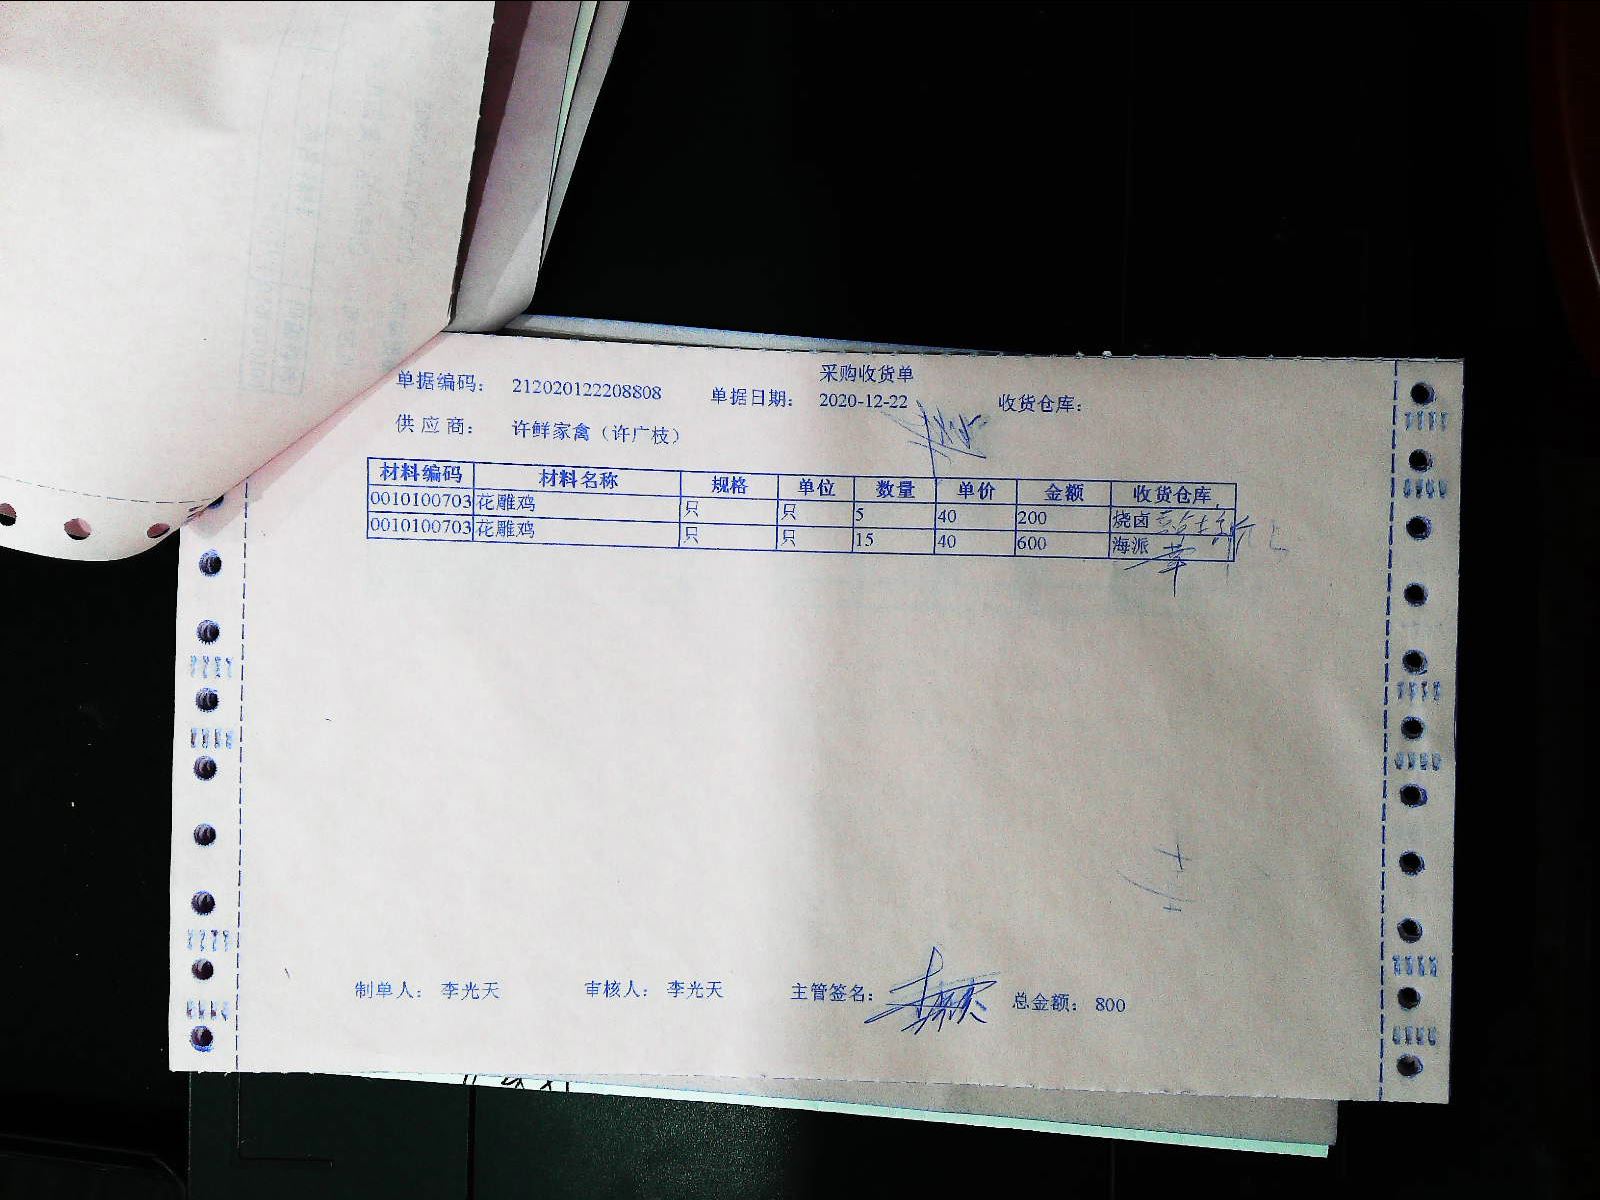 采购收货单
单据编码： 212020122208808 单据日期： 2020-12-22 收货仓库：
供应商： 许鲜家禽（许广枝）
材料编码 材料名称 规格 单位 数量 单价 金额 收货仓库
0010100703 花雕鸡 只 只 5 40 200 烧卤
0010100703 花雕鸡 只 只 15 40 600 海派
制单人： 李光天 审核人： 李光天 主管签名： 总金额： 800